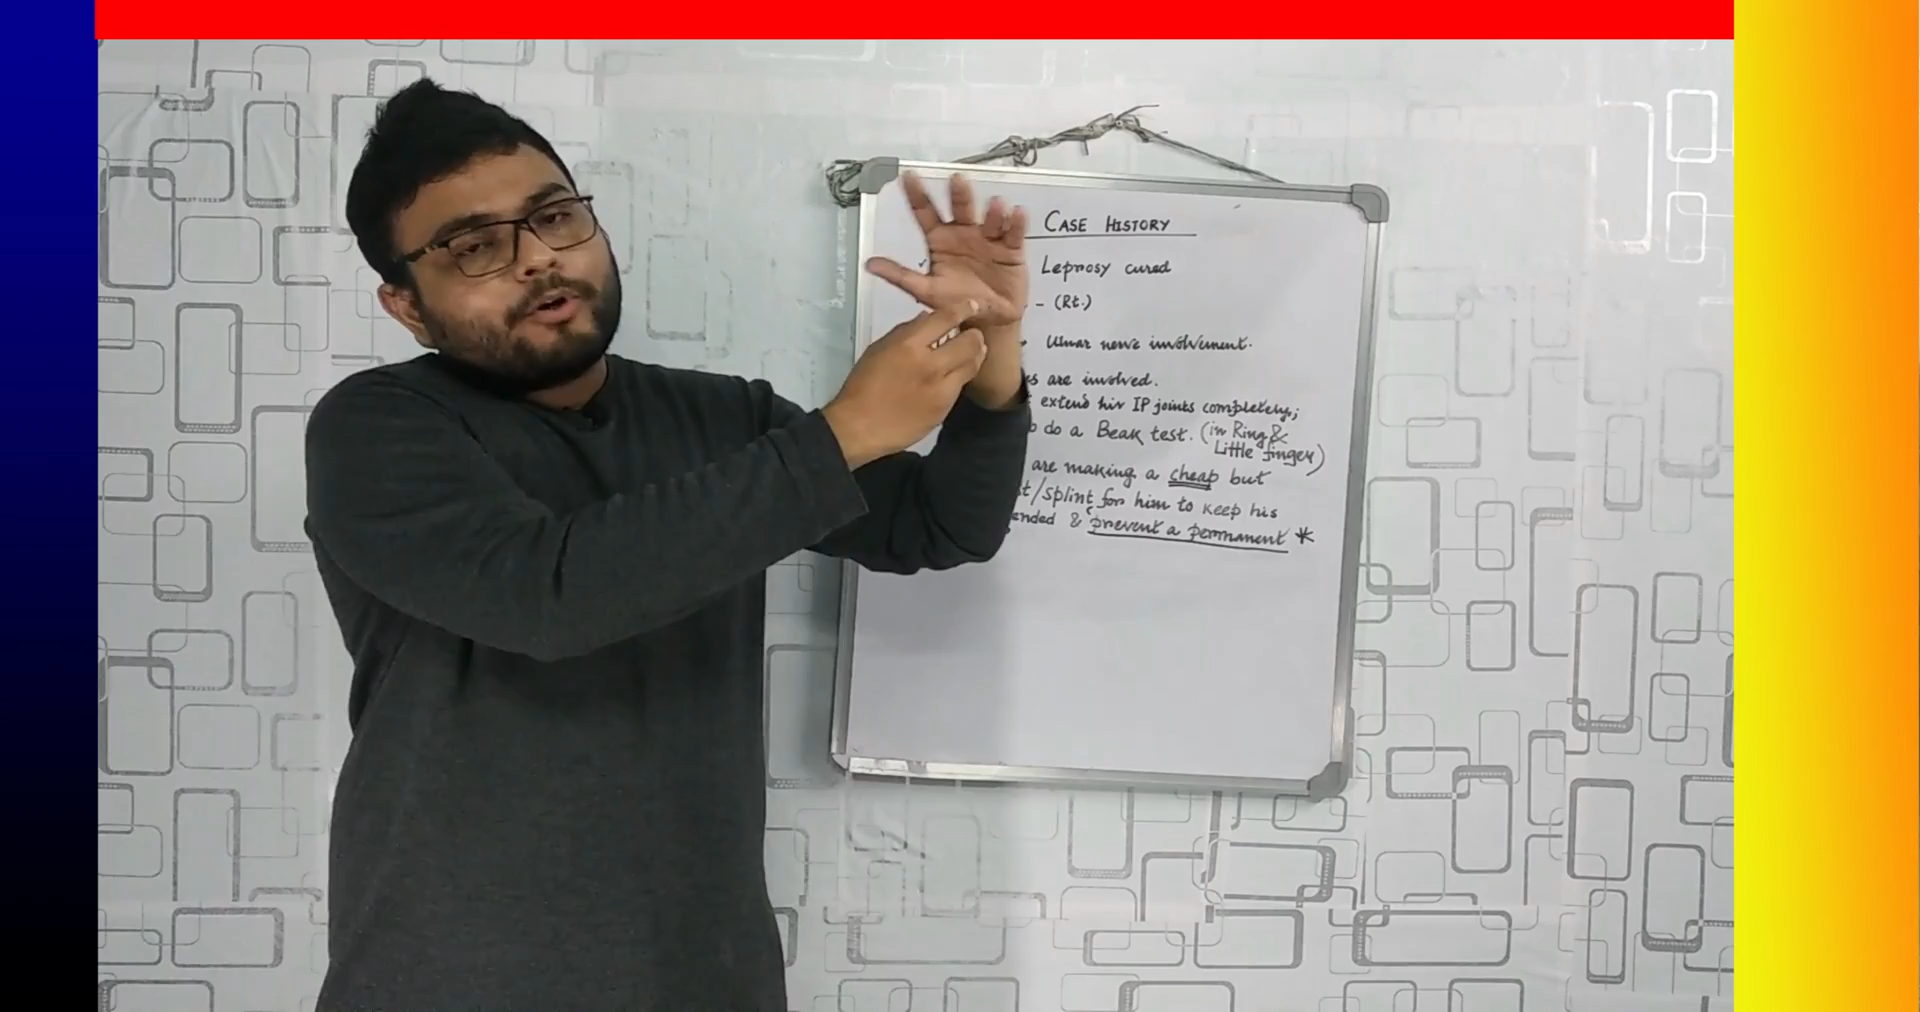 CASE HISTORY
Leprosy cured
- (Rt.)
Ulnar nerve involvement.
es are involved.
extend his IP joints completely;
o do a Beak test. (in Ring &
Little finger)
are making a cheap but
st/splint for him to keep his
ended & prevent a permanent *